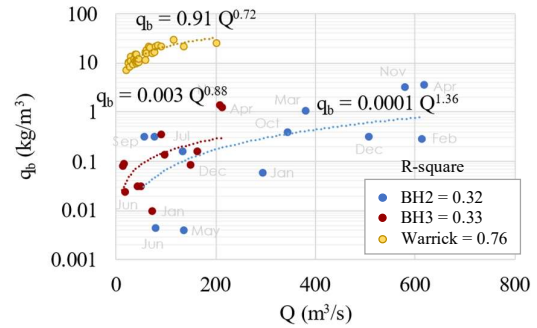 100
q_b = 0.91 Q^0.72
10
Nov
Apr
q_b = 0.003 Q^0.88
Apr
Mar
q_b = 0.0001 Q^1.36
1
Oct
Sep
Jul
Dec
Feb
0.1
Dec
Jan
R-square
Jun
Jan
BH2 = 0.32
0.01
BH3 = 0.33
Jun
May
Warrick = 0.76
0.001
0
200
400
600
800
q_b (kg/m³)
Q (m³/s)